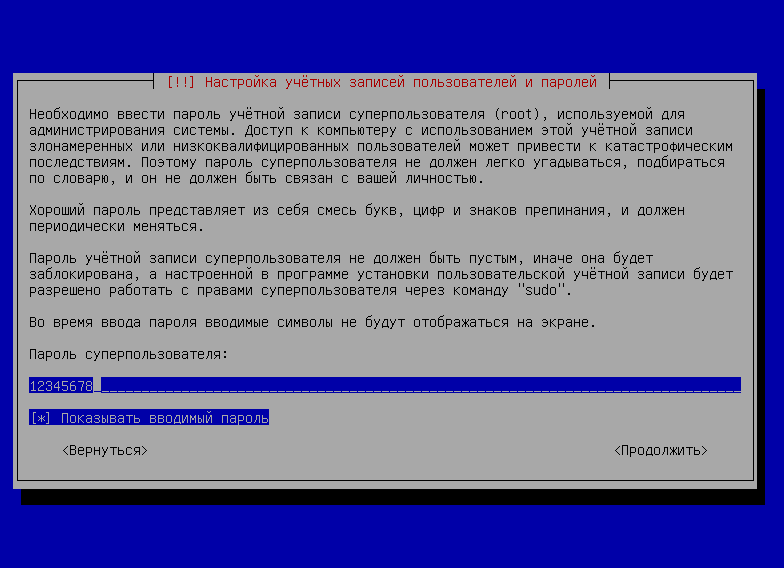 [!!] Настройка учётных записей пользователей и паролей
Необходимо ввести пароль учётной записи суперпользователя (root), используемой для
администрирования системы. Доступ к компьютеру с использованием этой учётной записи
злонамеренных или низкоквалифицированных пользователей может привести к катастрофическим
последствиям. Поэтому пароль суперпользователя не должен легко угадываться, подбираться
по словарю, и он не должен быть связан с вашей личностью.
Хороший пароль представляет из себя смесь букв, цифр и знаков препинания, и должен
периодически меняться.
Пароль учётной записи суперпользователя не должен быть пустым, иначе она будет
заблокирована, а настроенной в программе установки пользовательской учётной записи будет
разрешено работать с правами суперпользователя через команду "sudo".
Во время ввода пароля вводимые символы не будут отображаться на экране.
Пароль суперпользователя:
12345678
[*] Показывать вводимый пароль
<Вернуться> <Продолжить>